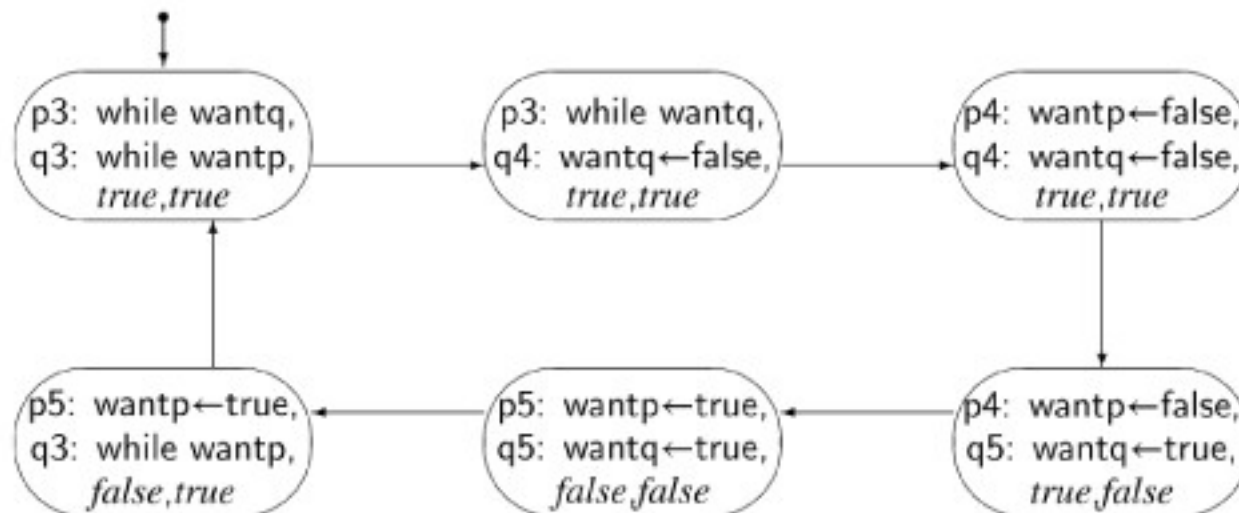 p3: while wantq,
q3: while wantp,
true,true
p3: while wantq,
q4: wantq←false,
true,true
p4: wantp←false,
q4: wantq←false,
true,true
p5: wantp←true,
q3: while wantp,
false,true
p5: wantp←true,
q5: wantq←true,
false,false
p4: wantp←false,
q5: wantq←true,
true,false